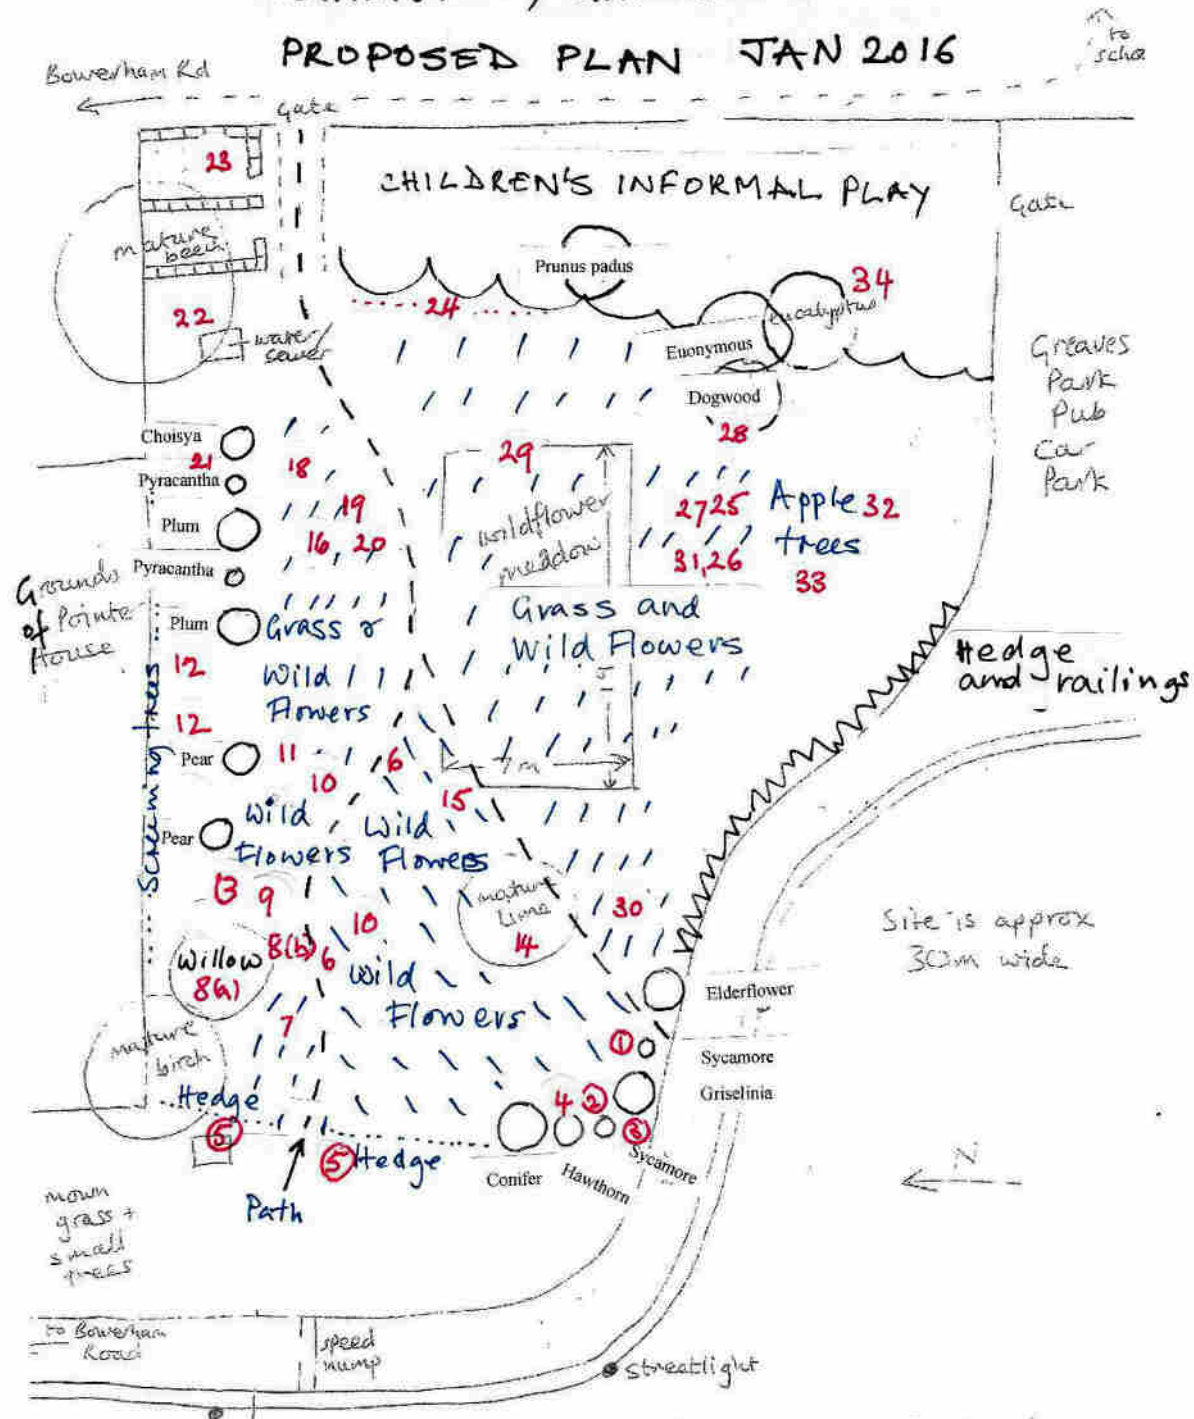 PROPOSED PLAN JAN 2016
to
Bowerham Rd
Gate
23
CHILDREN'S INFORMAL PLAY
Gate
mature
beech
Prunus padus
34
24
eucalyptus
22
water/
sewer
Euonymous
Greaves
Park
Pub
Car
Park
Dogwood
28
Choisya
21
18
29
Pyracantha
19
27 25
Apple 32
trees
wildflower
meadow
Plum
16, 20
31, 26
33
Pyracantha
Grounds
of Pointe
House
Grass and
Wild Flowers
Plum
Grass &
Wild
Flowers
Hedge
and railings
12
Screening trees
12
Pear
11
6
10
15
Wild
Flowers
Wild
Flowers
Pear
13
9
mature
Lime
14
30
10
Site is approx
30m wide
Willow
8(a)
8(b)
6
Wild
Flowers
Elderflower
7
1
mature
birch
Sycamore
Hedge
4
2
Griselinia
5
3
5 Hedge
Sycamore
Conifer
Hawthorn
N
Path
mown
grass +
small
trees
to Bowerham
Road
speed
hump
streetlight